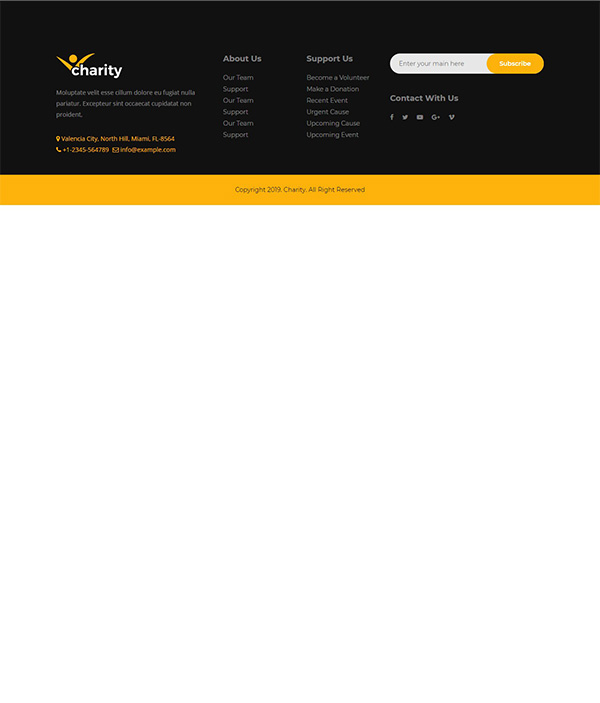 charity
Moluptate velit esse cillum dolore eu fugiat nulla
pariatur. Excepteur sint occaecat cupidatat non
proident,
Valencia City, North Hill, Miami, FL-8564
+1-2345-564789 info@example.com
About Us
Our Team
Support
Our Team
Support
Our Team
Support
Support Us
Become a Volunteer
Make a Donation
Recent Event
Urgent Cause
Upcoming Cause
Upcoming Event
Enter your main here
Subscribe
Contact With Us
Copyright 2019. Charity. All Right Reserved